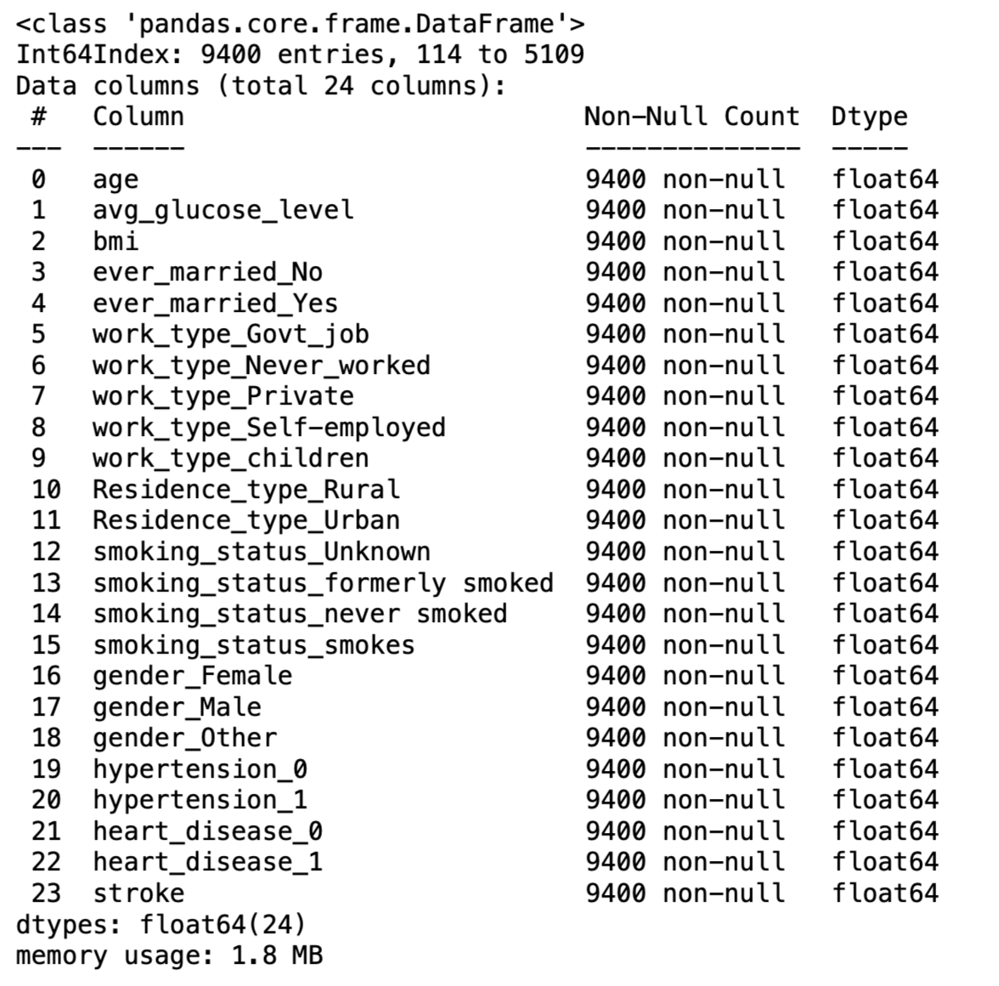 <class 'pandas.core.frame.DataFrame'>
Int64Index: 9400 entries, 114 to 5109
Data columns (total 24 columns):
 #   Column                          Non-Null Count  Dtype
---  ------                          --------------  -----
 0   age                             9400 non-null   float64
 1   avg_glucose_level               9400 non-null   float64
 2   bmi                             9400 non-null   float64
 3   ever_married_No                 9400 non-null   float64
 4   ever_married_Yes                9400 non-null   float64
 5   work_type_Govt_job              9400 non-null   float64
 6   work_type_Never_worked          9400 non-null   float64
 7   work_type_Private               9400 non-null   float64
 8   work_type_Self-employed         9400 non-null   float64
 9   work_type_children              9400 non-null   float64
 10  Residence_type_Rural            9400 non-null   float64
 11  Residence_type_Urban            9400 non-null   float64
 12  smoking_status_Unknown          9400 non-null   float64
 13  smoking_status_formerly smoked  9400 non-null   float64
 14  smoking_status_never smoked     9400 non-null   float64
 15  smoking_status_smokes           9400 non-null   float64
 16  gender_Female                   9400 non-null   float64
 17  gender_Male                     9400 non-null   float64
 18  gender_Other                    9400 non-null   float64
 19  hypertension_0                  9400 non-null   float64
 20  hypertension_1                  9400 non-null   float64
 21  heart_disease_0                 9400 non-null   float64
 22  heart_disease_1                 9400 non-null   float64
 23  stroke                          9400 non-null   float64
dtypes: float64(24)
memory usage: 1.8 MB